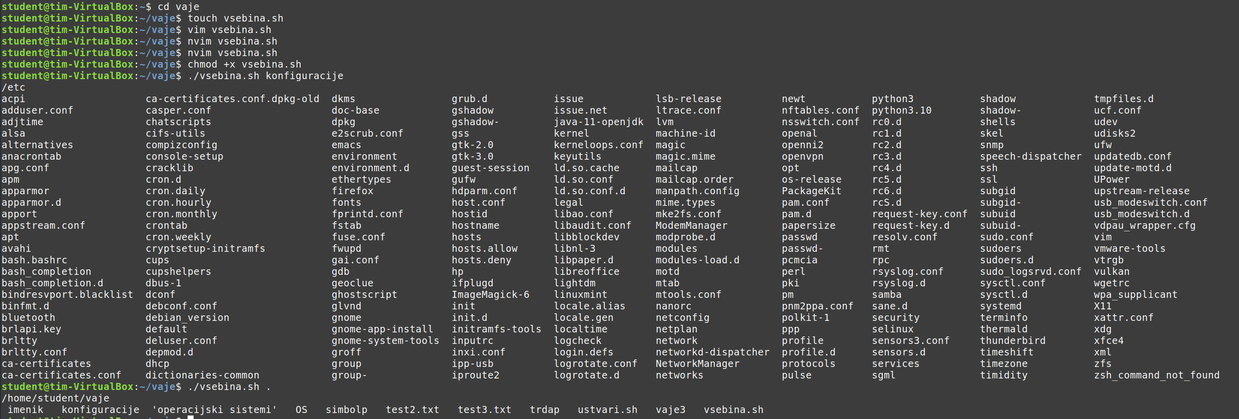 student@tim-VirtualBox:~$ cd vaje
student@tim-VirtualBox:~/vaje$ touch vsebina.sh
student@tim-VirtualBox:~/vaje$ vim vsebina.sh
student@tim-VirtualBox:~/vaje$ nvim vsebina.sh
student@tim-VirtualBox:~/vaje$ nvim vsebina.sh
student@tim-VirtualBox:~/vaje$ chmod +x vsebina.sh
student@tim-VirtualBox:~/vaje$ ./vsebina.sh konfiguracije
/etc
acpi ca-certificates.conf.dpkg-old dkms grub.d issue lsb-release newt python3 shadow tmpfiles.d
adduser.conf casper.conf doc-base gshadow issue.net ltrace.conf nftables.conf python3.10 shadow- ucf.conf
adjtime chatscripts dpkg gshadow- java-11-openjdk lvm nsswitch.conf rc0.d shells udev
alsa cifs-utils e2scrub.conf gss kernel machine-id openal rc1.d skel udisks2
alternatives compizconfig emacs gtk-2.0 kerneloops.conf magic openni2 rc2.d snmp ufw
anacrontab console-setup environment gtk-3.0 keyutils magic.mime openvpn rc3.d speech-dispatcher updatedb.conf
apg.conf cracklib environment.d guest-session ld.so.cache mailcap opt rc4.d ssh update-motd.d
apm cron.d ethertypes gufw ld.so.conf mailcap.order os-release rc5.d ssl UPower
apparmor cron.daily firefox hdparm.conf ld.so.conf.d manpath.config PackageKit rc6.d subgid upstream-release
apparmor.d cron.hourly fonts host.conf legal mime.types pam.conf rcS.d subgid- usb_modeswitch.conf
apport cron.monthly fprintd.conf hostid libao.conf mke2fs.conf pam.d request-key.conf subuid usb_modeswitch.d
appstream.conf crontab fstab hostname libaudit.conf ModemManager papersize request-key.d subuid- vdpau_wrapper.cfg
apt cron.weekly fuse.conf hosts libblockdev modprobe.d passwd resolv.conf sudo.conf vim
avahi cryptsetup-initramfs fwupd hosts.allow libnl-3 modules passwd- rmt sudoers vmware-tools
bash.bashrc cups gai.conf hosts.deny libpaper.d modules-load.d pcmcia rpc sudoers.d vtrgb
bash_completion cupshelpers gdb hp libreoffice motd perl rsyslog.conf sudo_logsrvd.conf vulkan
bash_completion.d dbus-1 geoclue ifplugd lightdm mtab pki rsyslog.d sysctl.conf wgetrc
bindresvport.blacklist dconf ghostscript ImageMagick-6 linuxmint mtools.conf pm samba sysctl.d wpa_supplicant
binfmt.d debconf.conf glvnd init locale.alias nanorc pnm2ppa.conf sane.d systemd X11
bluetooth debian_version gnome init.d locale.gen netconfig polkit-1 security terminfo xattr.conf
brlapi.key default gnome-app-install initramfs-tools localtime netplan ppp selinux thermald xdg
brltty deluser.conf gnome-system-tools inputrc logcheck network profile sensors3.conf thunderbird xfce4
brltty.conf depmod.d groff inxi.conf login.defs networkd-dispatcher profile.d sensors.d timeshift xml
ca-certificates dhcp group ipp-usb logrotate.conf NetworkManager protocols services timezone zfs
ca-certificates.conf dictionaries-common group- iproute2 logrotate.d networks pulse sgml timidity zsh_command_not_found
student@tim-VirtualBox:~/vaje$ ./vsebina.sh .
/home/student/vaje
imenik konfiguracije 'operacijski sistemi' OS simbolp test2.txt test3.txt trdap ustvari.sh vaje3 vsebina.sh